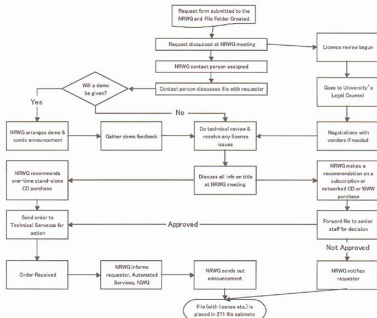 Request form submitted to the
NRWG and File Folder Created.
Request discussed at NRWG meeting
Licence review begun
NRWG contact person assigned
Will a demo
be given?
Contact person discusses file with requester
Goes to University's
Legal Counsel
Yes
No
NRWG arranges demo &
sends announcement
Gather demo feedback
Do technical review &
resolve any license
issues
Negotiations with
vendors if needed
NRWG recommends
one-time stand-alone
CD purchase
Discuss all info on title
at NRWG meeting
NRWG makes a
recommendation on a
subscription or
networked CD or WWW
purchase
Send order to
Technical Services for
action
Approved
Forward file to senior
staff for decision
Not Approved
Order Received
NRWG Informs
requestor, Automated
Services, NWG
NRWG sends out
announcement
NRWG notifies
requester
File (with license etc.) is
placed in 271 file cabinets